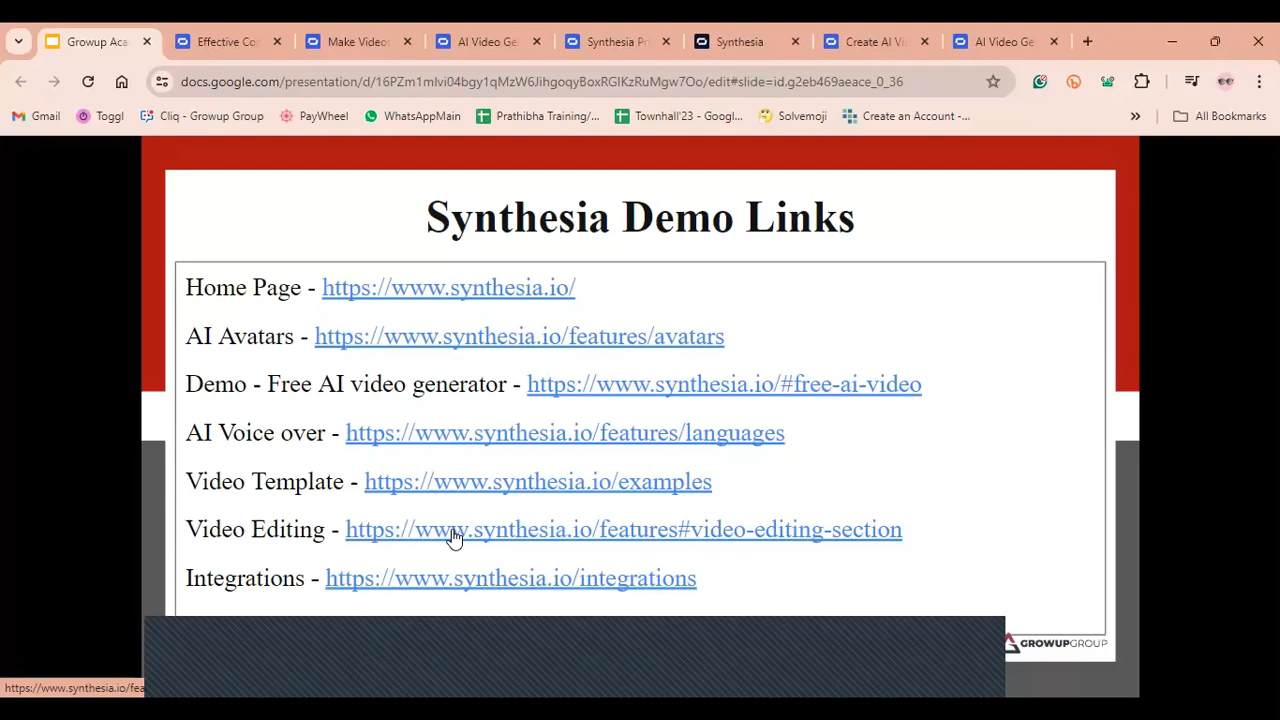 Growup Aca
Effective Co
Make Video
AI Video Ge
Synthesia Pr
Synthesia
Create AI Vi
AI Video Ge
docs.google.com/presentation/d/16PZm1mIvi04bgy1qMzW6JihgoqyBoxRGIKzRuMgw7Oo/edit#slide=id.g2eb469aeace_0_36
Gmail
Toggl
Cliq - Growup Group
PayWheel
WhatsAppMain
Prathibha Training/...
Townhall'23 - Googl...
Solvemoji
Create an Account -...
All Bookmarks
Synthesia Demo Links
Home Page - https://www.synthesia.io/
AI Avatars - https://www.synthesia.io/features/avatars
Demo - Free AI video generator - https://www.synthesia.io/#free-ai-video
AI Voice over - https://www.synthesia.io/features/languages
Video Template - https://www.synthesia.io/examples
Video Editing - https://www.synthesia.io/features#video-editing-section
Integrations - https://www.synthesia.io/integrations
GROWUPGROUP
https://www.synthesia.io/fea